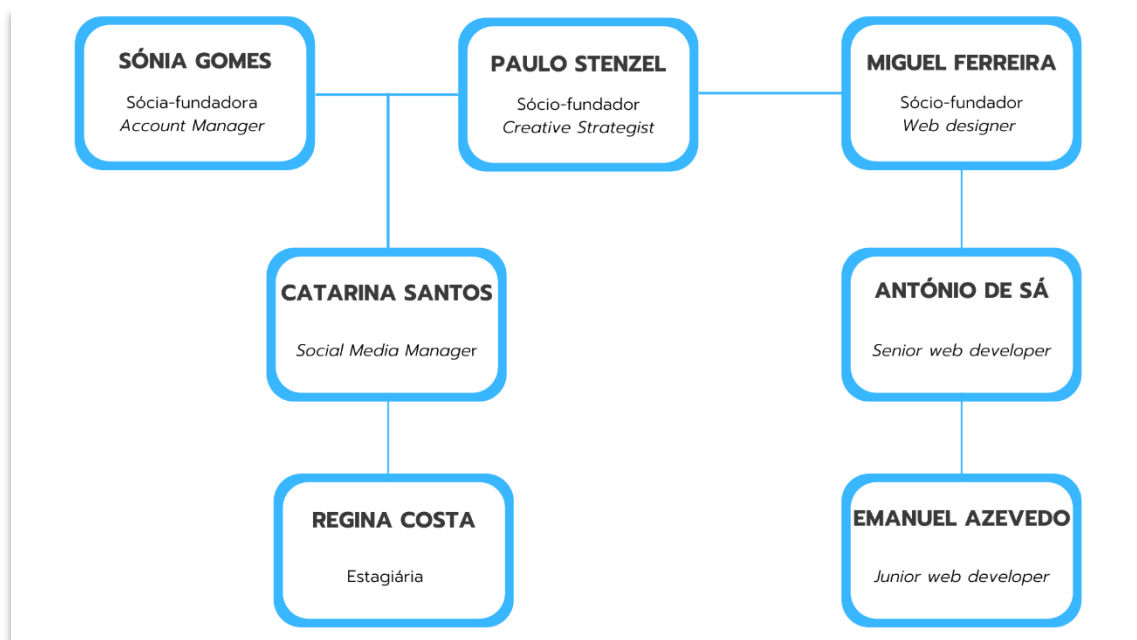 SÓNIA GOMES
Sócia-fundadora
Account Manager
PAULO STENZEL
Sócio-fundador
Creative Strategist
MIGUEL FERREIRA
Sócio-fundador
Web designer
CATARINA SANTOS
Social Media Manager
ANTÓNIO DE SÁ
Senior web developer
REGINA COSTA
Estagiária
EMANUEL AZEVEDO
Junior web developer